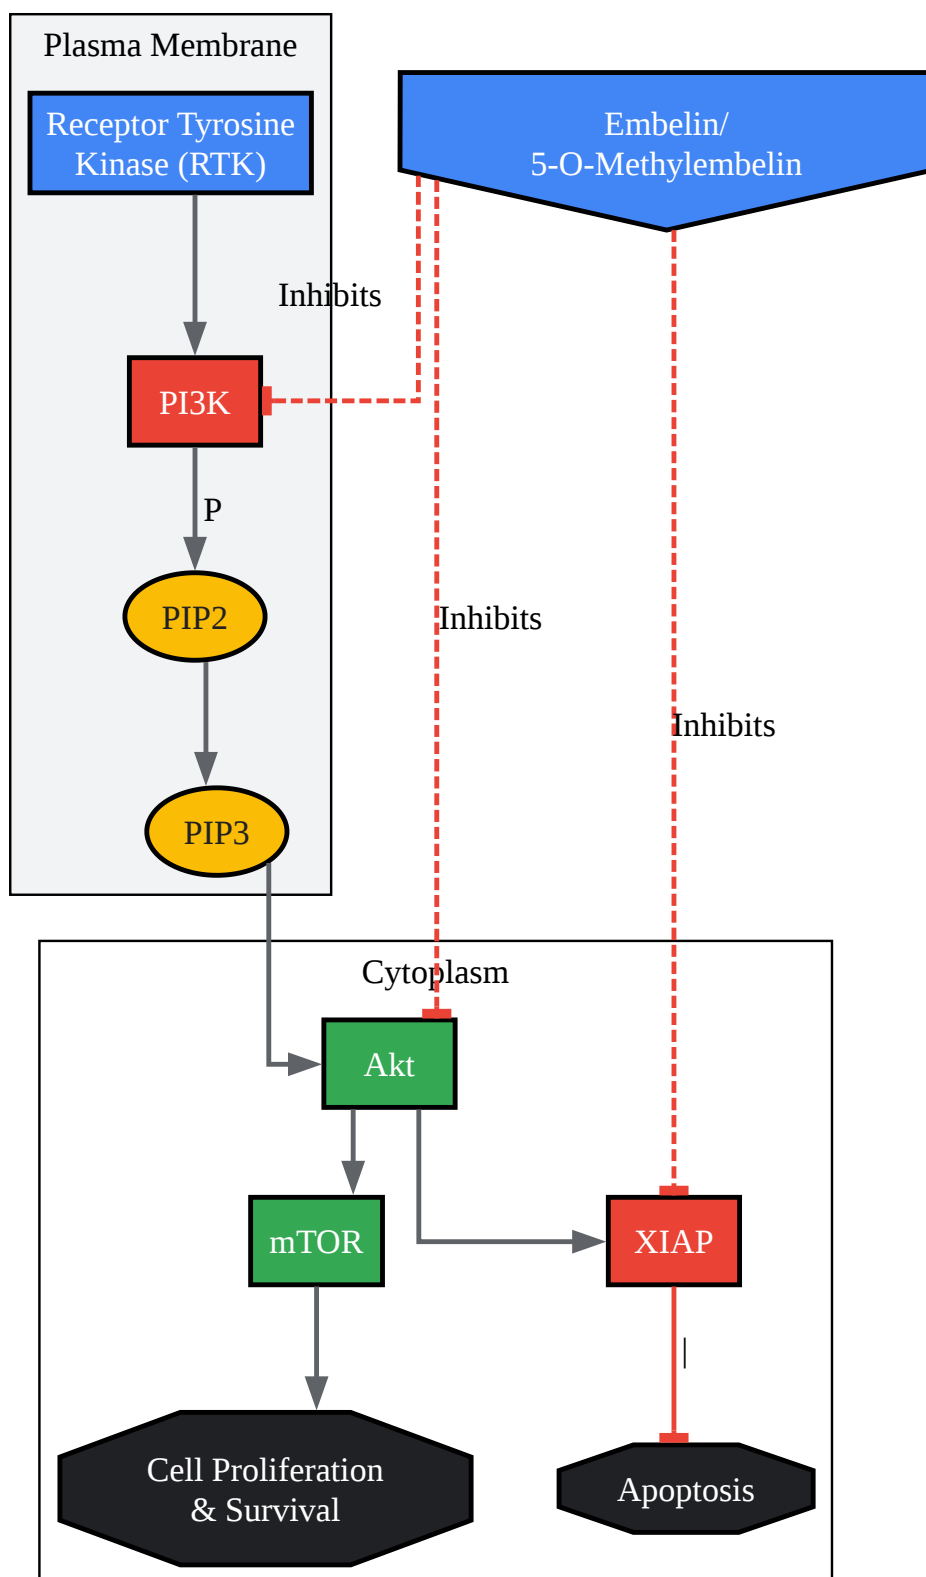 Plasma Membrane
Receptor Tyrosine
Kinase (RTK)
Embelin/
5-O-Methylembelin
Inhibits
PI3K
P
PIP2
Inhibits
Inhibits
PIP3
Cytoplasm
Akt
mTOR
XIAP
|
Cell Proliferation
& Survival
Apoptosis